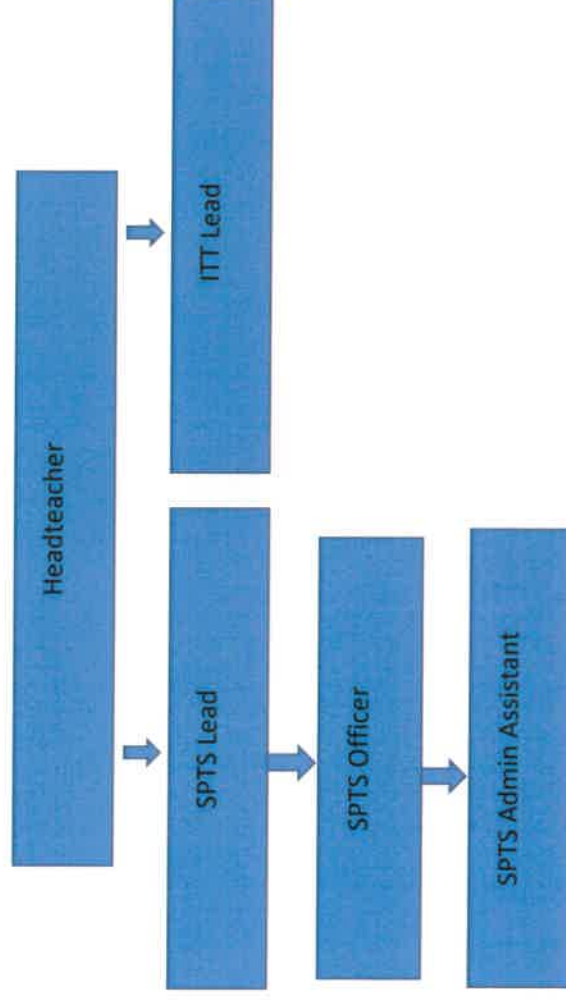 Headteacher
SPTS Lead
ITT Lead
SPTS Officer
SPTS Admin Assistant